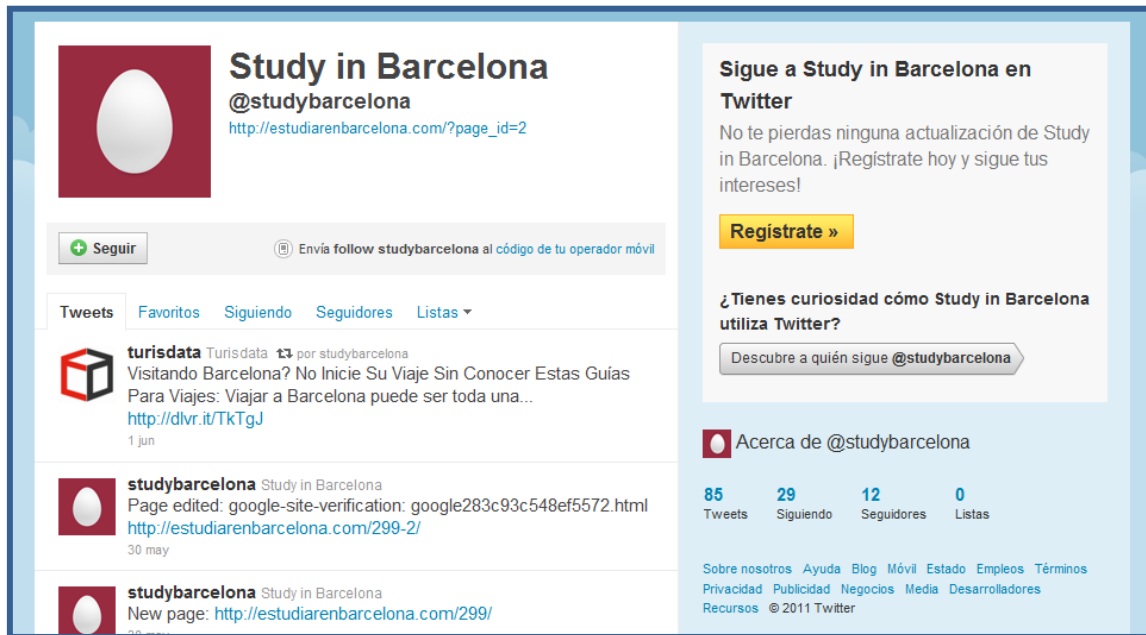 Study in Barcelona
@studybarcelona
http://estudiarenbarcelona.com/?page_id=2
Seguir
Envía follow studybarcelona al código de tu operador móvil
Tweets Favoritos Siguiendo Seguidores Listas
turisdata Turisdata por studybarcelona
Visitando Barcelona? No Inicie Su Viaje Sin Conocer Estas Guías
Para Viajes: Viajar a Barcelona puede ser toda una...
http://dlvr.it/TkTgJ
1 jun
studybarcelona Study in Barcelona
Page edited: google-site-verification: google283c93c548ef5572.html
http://estudiarenbarcelona.com/299-2/
30 may
studybarcelona Study in Barcelona
New page: http://estudiarenbarcelona.com/299/
Sigue a Study in Barcelona en
Twitter
No te pierdas ninguna actualización de Study
in Barcelona. ¡Regístrate hoy y sigue tus
intereses!
Regístrate »
¿Tienes curiosidad cómo Study in Barcelona
utiliza Twitter?
Descubre a quién sigue @studybarcelona
Acerca de @studybarcelona
85 29 12 0
Tweets Siguiendo Seguidores Listas
Sobre nosotros Ayuda Blog Móvil Estado Empleos Términos
Privacidad Publicidad Negocios Media Desarrolladores
Recursos © 2011 Twitter